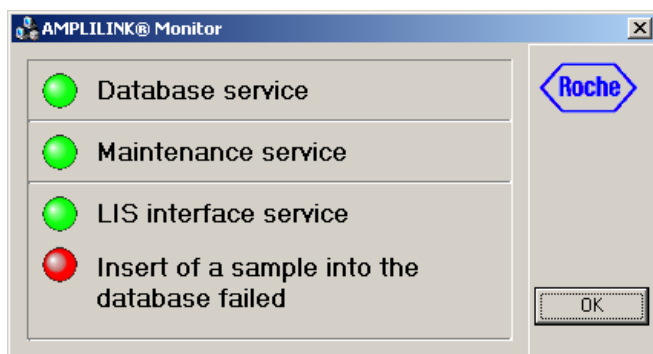 AMPLILINK® Monitor
Database service
Roche
Maintenance service
LIS interface service
Insert of a sample into the
database failed
OK